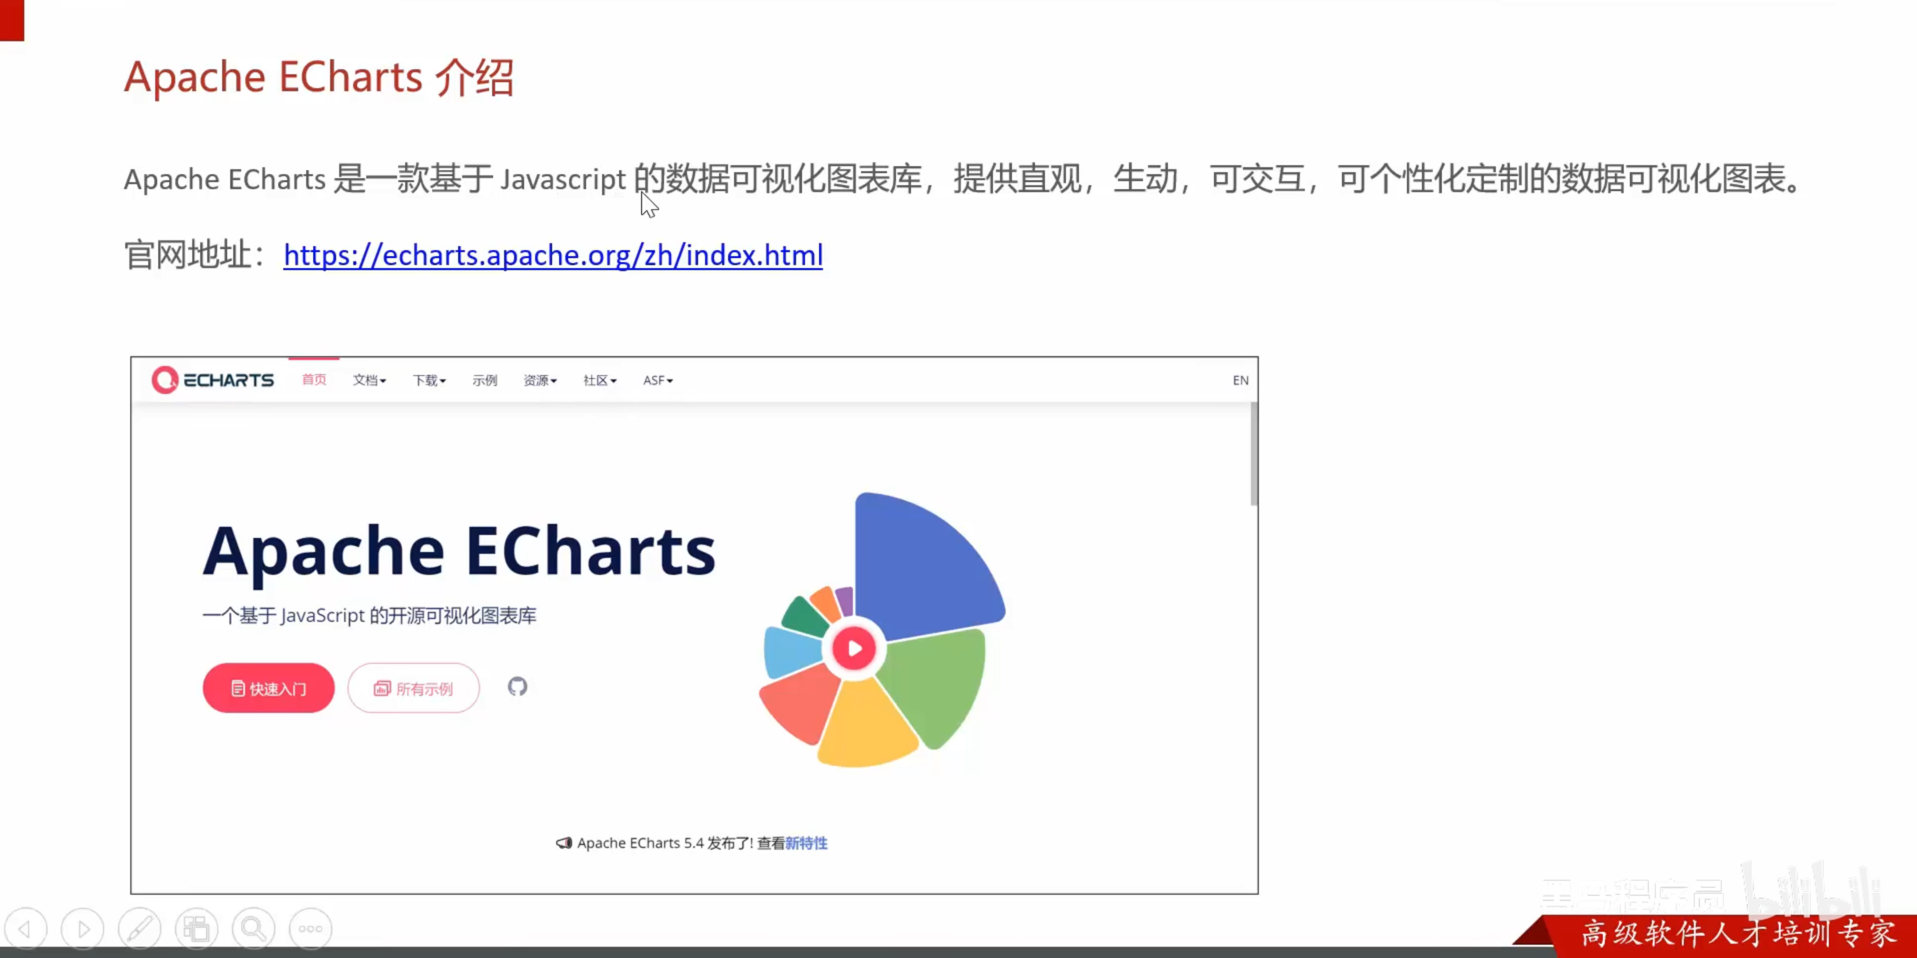 Apache ECharts 介绍
Apache ECharts 是一款基于 Javascript 的数据可视化图表库，提供直观，生动，可交互，可个性化定制的数据可视化图表。
官网地址：https://echarts.apache.org/zh/index.html
ECHARTS 首页 文档 下载 示例 资源 社区 ASF EN
Apache ECharts
一个基于 JavaScript 的开源可视化图表库
快速入门 所有示例
Apache ECharts 5.4 发布了! 查看新特性
黑马程序员 bilibili
高级软件人才培训专家